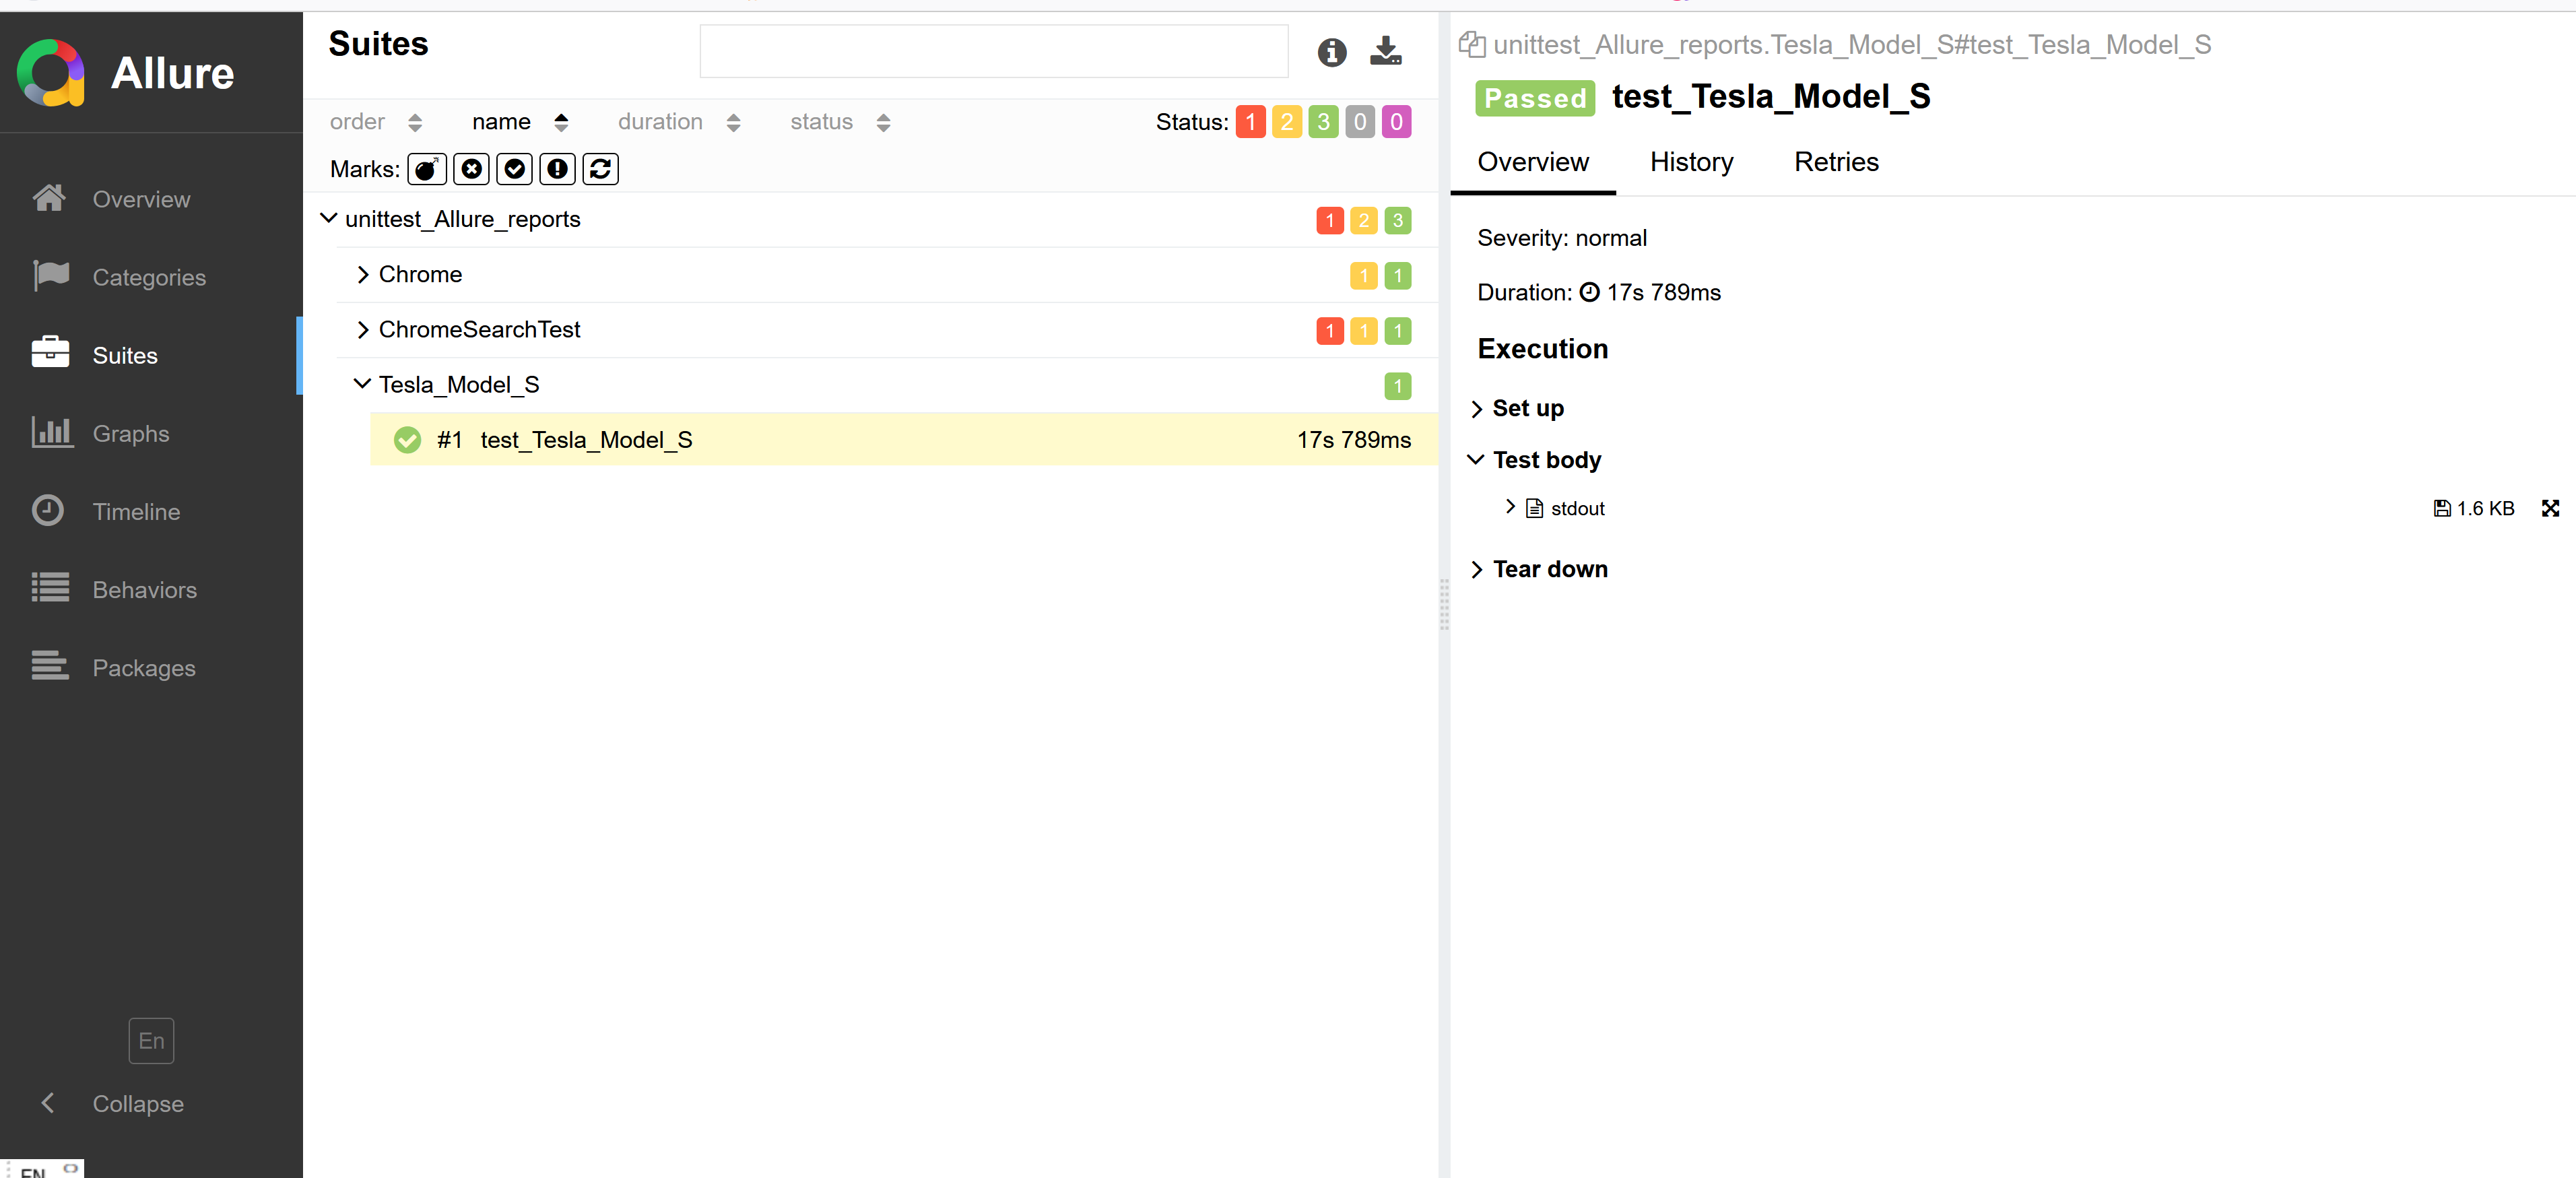 Allure
Overview
Categories
Suites
Graphs
Timeline
Behaviors
Packages
En
Collapse
EN
Suites
order name duration status Status: 1 2 3 0 0
Marks:
unittest_Allure_reports 1 2 3
Chrome 1 1
ChromeSearchTest 1 1 1
Tesla_Model_S 1
#1 test_Tesla_Model_S 17s 789ms
unittest_Allure_reports.Tesla_Model_S#test_Tesla_Model_S
Passed test_Tesla_Model_S
Overview History Retries
Severity: normal
Duration: 17s 789ms
Execution
Set up
Test body
stdout 1.6 KB
Tear down